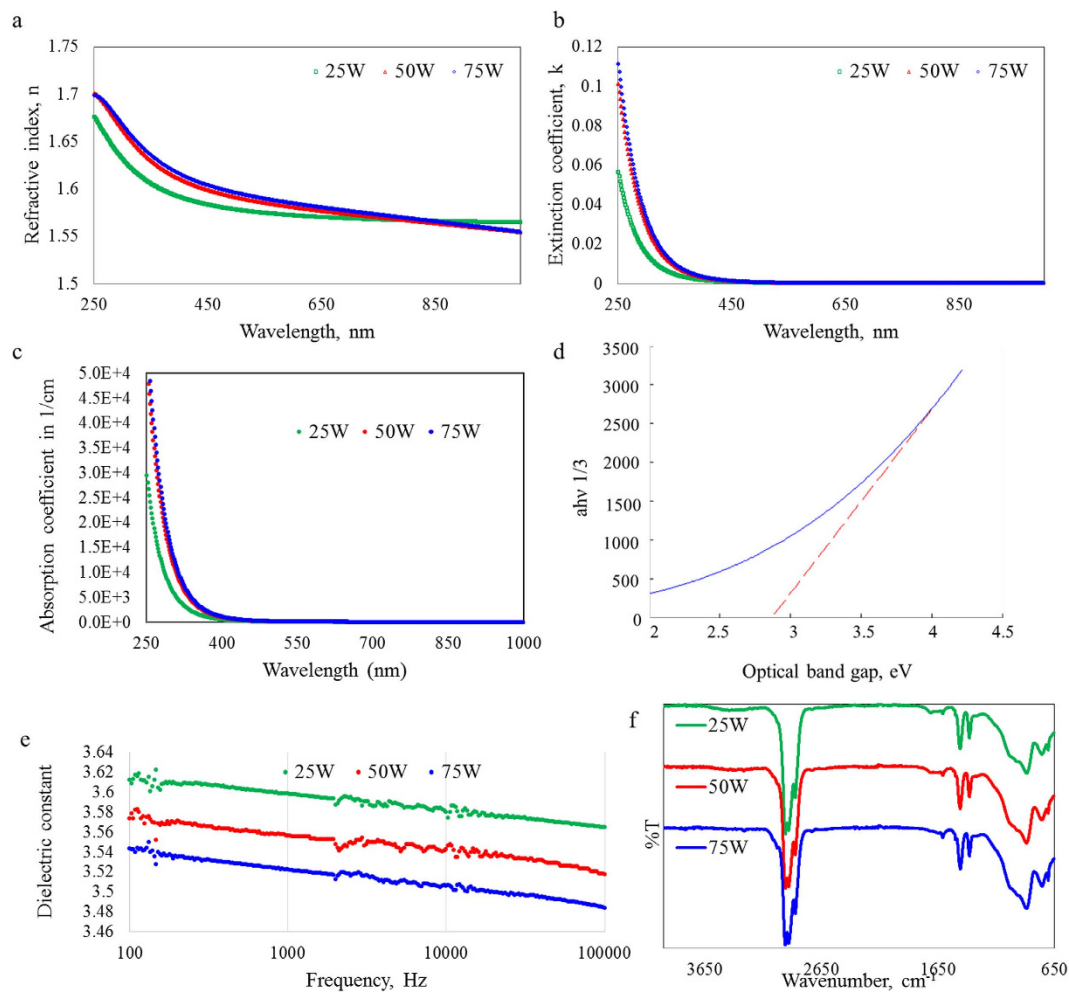 a
1.75
1.7
1.65
1.6
1.55
1.5
Refractive index, n
25W 50W 75W
250 450 650 850
Wavelength, nm
b
0.12
0.1
0.08
0.06
0.04
0.02
0
Extinction coefficient, k
25W 50W 75W
250 450 650 850
Wavelength, nm
c
5.0E+4
4.5E+4
4.0E+4
3.5E+4
3.0E+4
2.5E+4
2.0E+4
1.5E+4
1.0E+4
5.0E+3
0.0E+0
Absorption coefficient in 1/cm
25W 50W 75W
250 400 550 700 850 1000
Wavelength (nm)
d
3500
3000
2500
2000
1500
1000
500
0
ahν 1/3
2 2.5 3 3.5 4 4.5
Optical band gap, eV
e
3.64
3.62
3.6
3.58
3.56
3.54
3.52
3.5
3.48
3.46
Dielectric constant
25W 50W 75W
100 1000 10000 100000
Frequency, Hz
f
25W
50W
75W
%T
3650 2650 1650 650
Wavenumber, cm-1